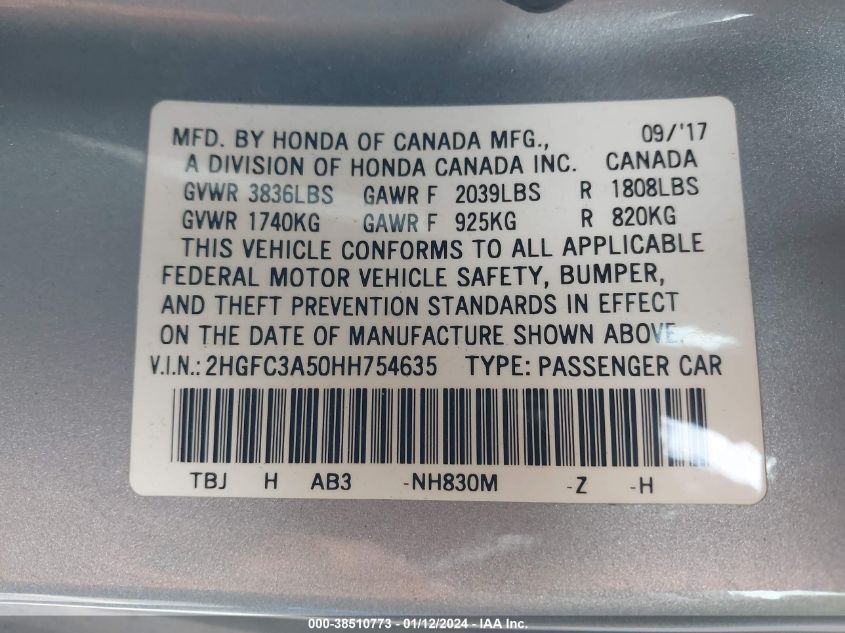 MFD. BY HONDA OF CANADA MFG., 09/'17
A DIVISION OF HONDA CANADA INC. CANADA
GVWR 3836LBS GAWR F 2039LBS R 1808LBS
GVWR 1740KG GAWR F 925KG R 820KG
THIS VEHICLE CONFORMS TO ALL APPLICABLE
FEDERAL MOTOR VEHICLE SAFETY, BUMPER,
AND THEFT PREVENTION STANDARDS IN EFFECT
ON THE DATE OF MANUFACTURE SHOWN ABOVE.
V.I.N.: 2HGFC3A50HH754635 TYPE: PASSENGER CAR
TBJ H AB3 -NH830M -Z -H
000-38510773 - 01/12/2024 - IAA Inc.